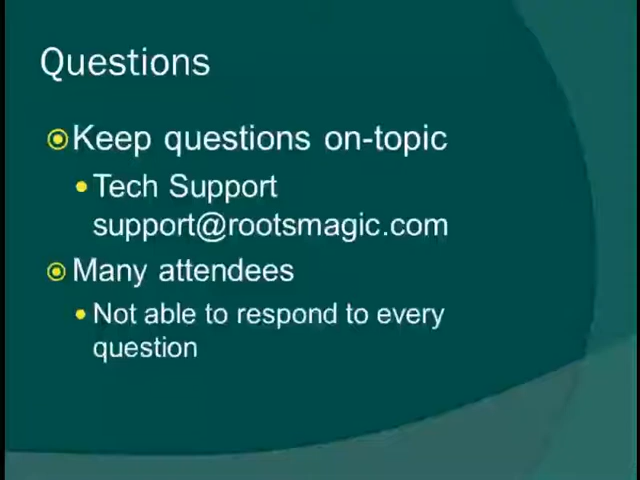 Questions
Keep questions on-topic
Tech Support
support@rootsmagic.com
Many attendees
Not able to respond to every
question